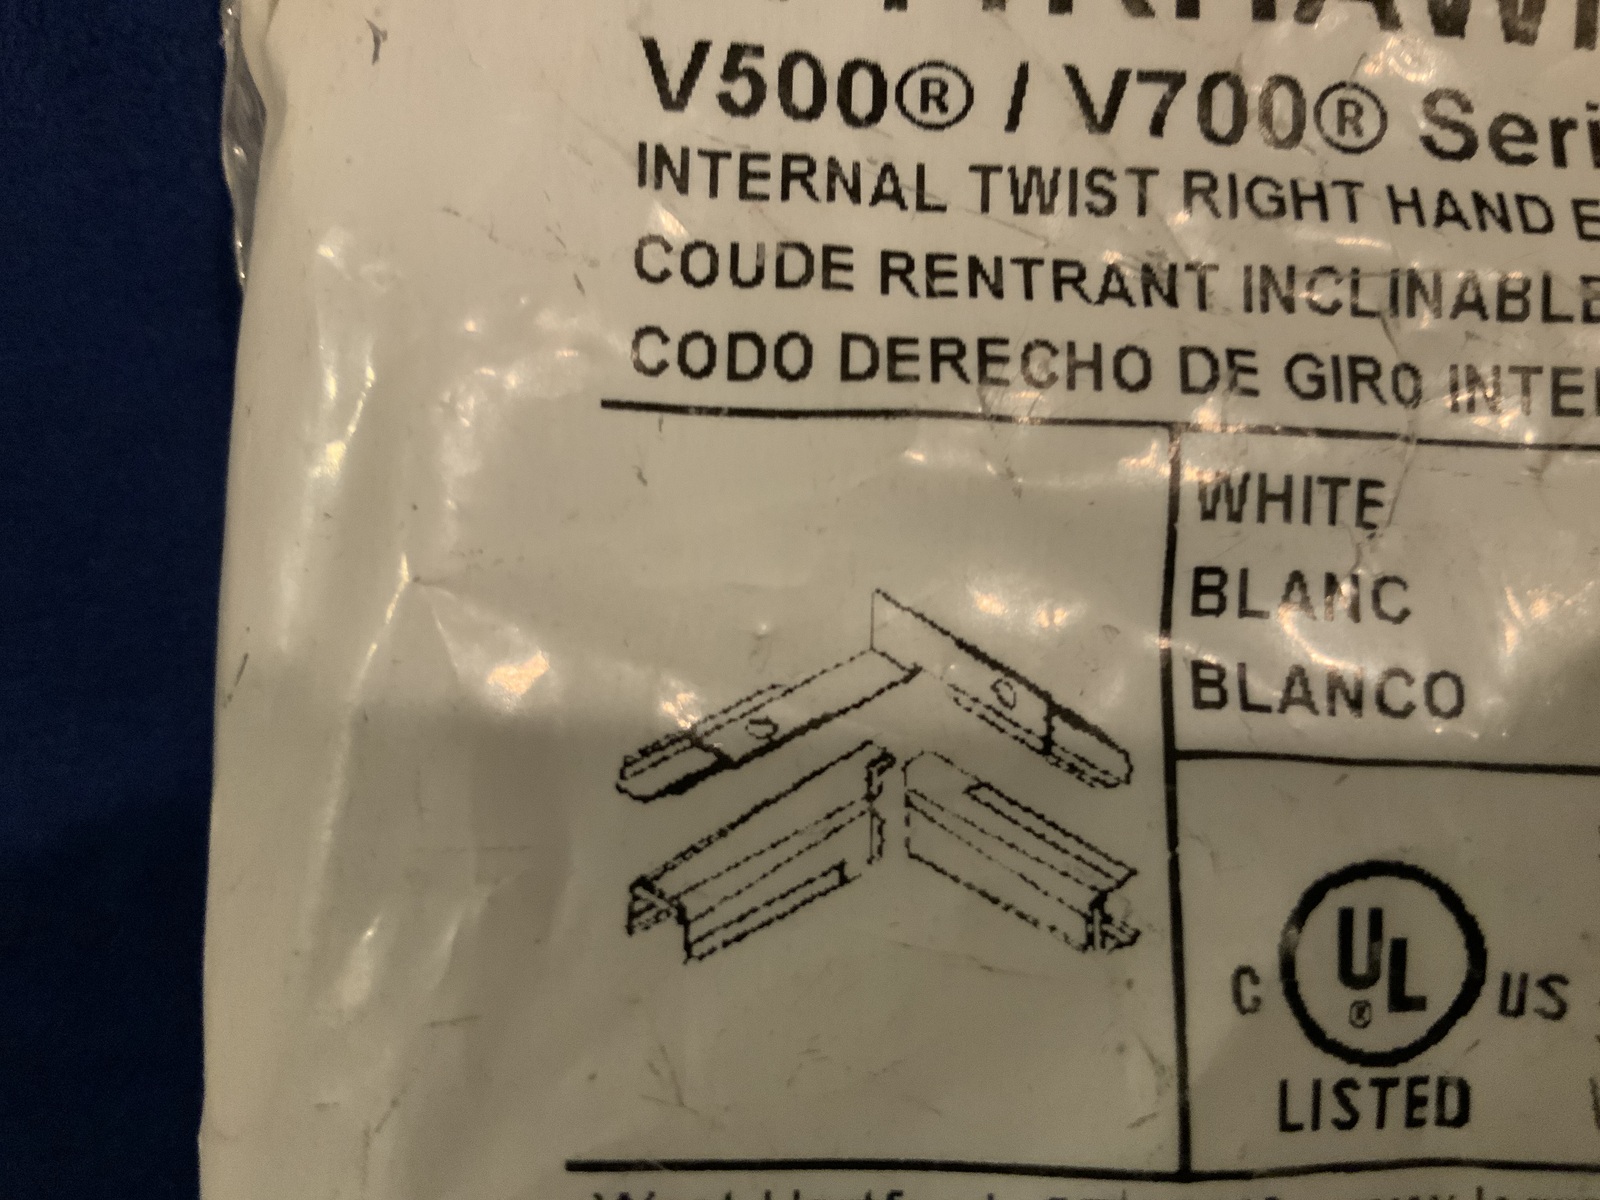 V500® / V700® Seri
INTERNAL TWIST RIGHT HAND E
COUDE RENTRANT INCLINABLE
CODO DERECHO DE GIRO INTE
WHITE
BLANC
BLANCO
C UL® US
LISTED